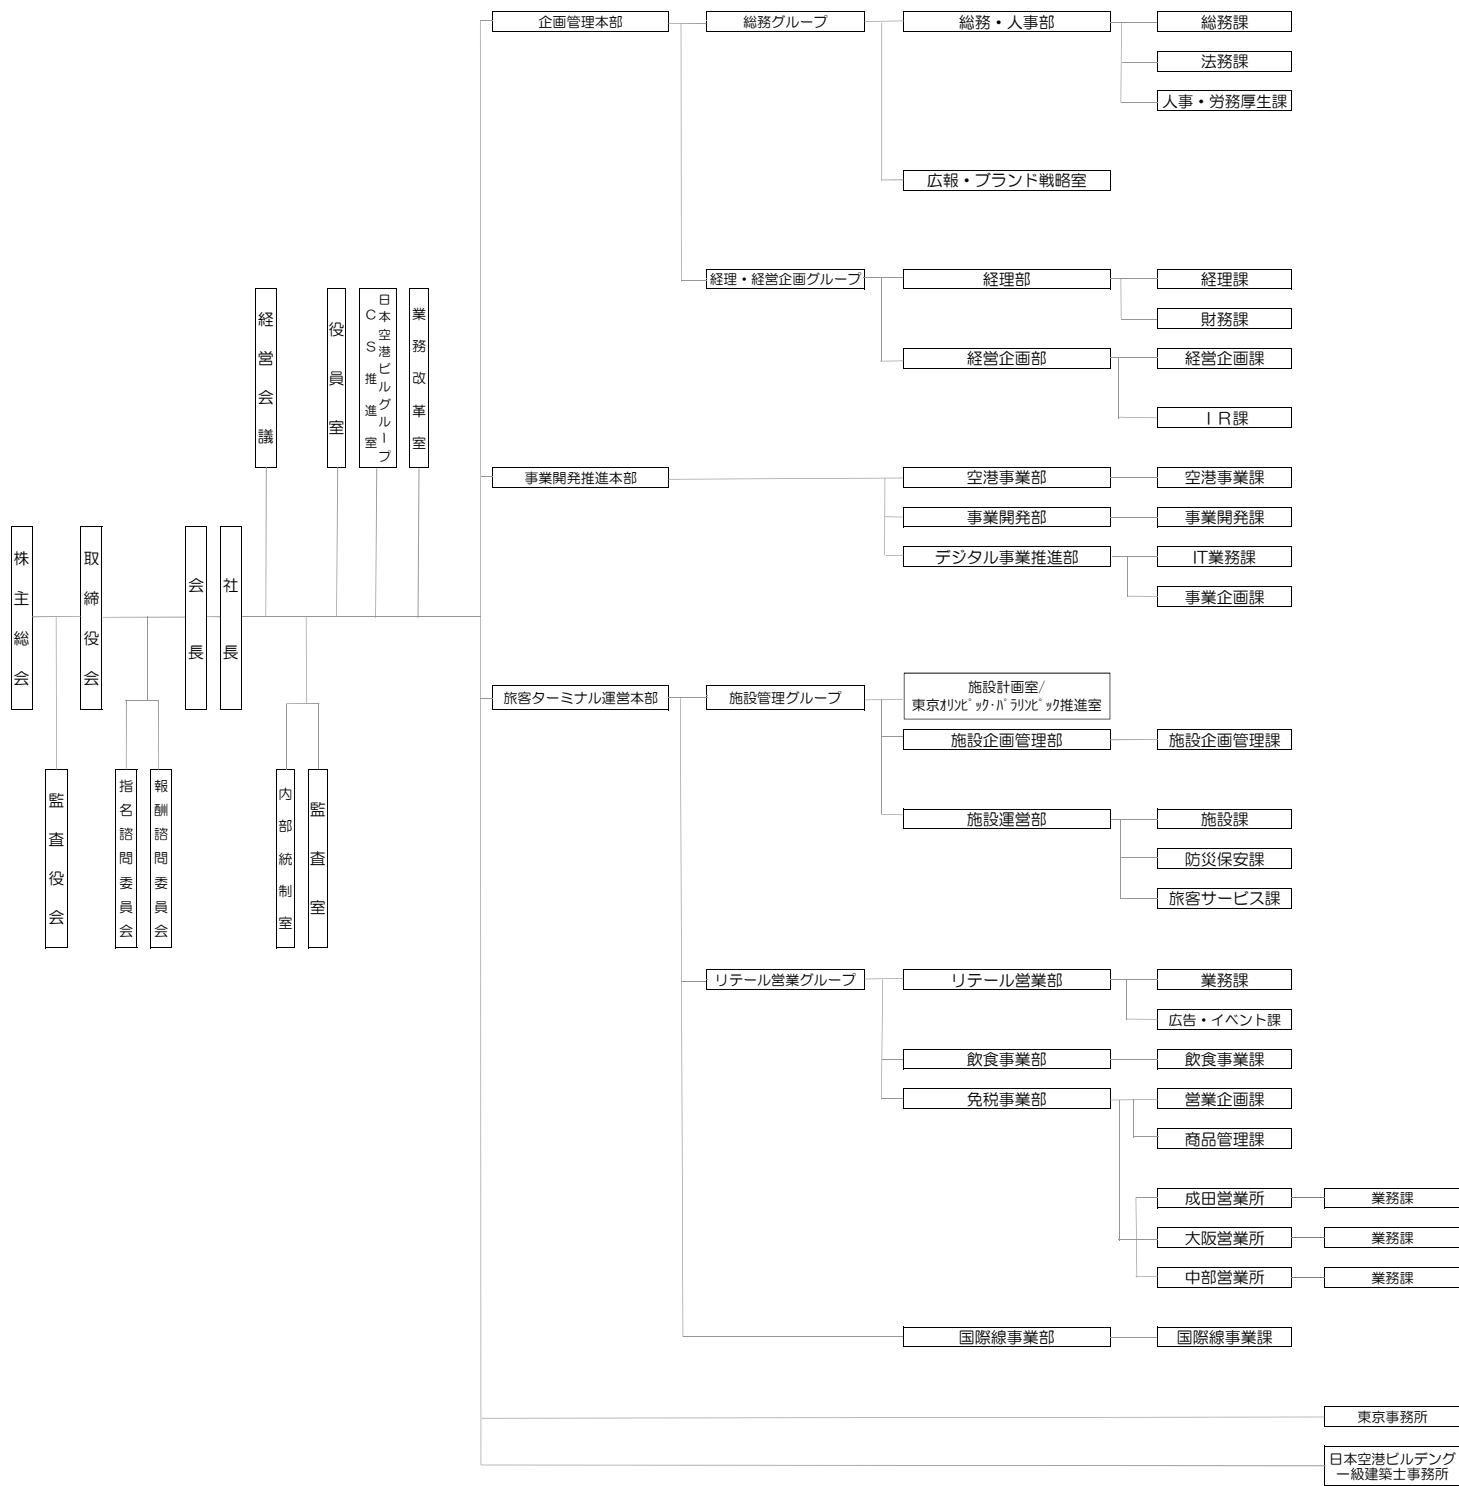 企画管理本部
総務グループ
総務・人事部
総務課
法務課
人事・労務厚生課
広報・ブランド戦略室
経理・経営企画グループ
経理部
経理課
財務課
経営企画部
経営企画課
ＩＲ課
経営会議
役員室
日本空港ビルグループ
ＣＳ推進室
業務改革室
事業開発推進本部
空港事業部
空港事業課
事業開発部
事業開発課
デジタル事業推進部
IT業務課
事業企画課
株主総会
取締役会
会長
社長
監査役会
指名諮問委員会
報酬諮問委員会
内部統制室
監査室
旅客ターミナル運営本部
施設管理グループ
施設計画室/
東京ｵﾘﾝﾋﾟｯｸ･ﾊﾟﾗﾘﾝﾋﾟｯｸ推進室
施設企画管理部
施設企画管理課
施設運営部
施設課
防災保安課
旅客サービス課
リテール営業グループ
リテール営業部
業務課
広告・イベント課
飲食事業部
飲食事業課
免税事業部
営業企画課
商品管理課
成田営業所
業務課
大阪営業所
業務課
中部営業所
業務課
国際線事業部
国際線事業課
東京事務所
日本空港ビルデング
一級建築士事務所